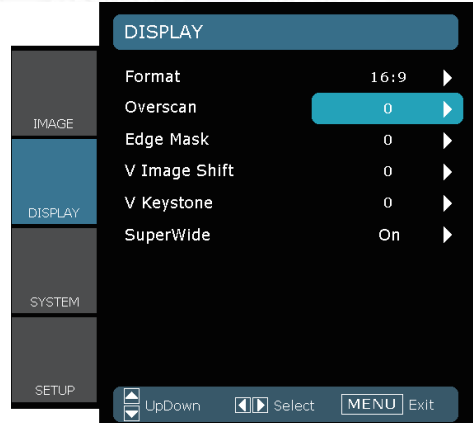 DISPLAY
Format 16:9
Overscan 0
Edge Mask 0
V Image Shift 0
V Keystone 0
SuperWide On
IMAGE
DISPLAY
SYSTEM
SETUP
UpDown Select MENU Exit